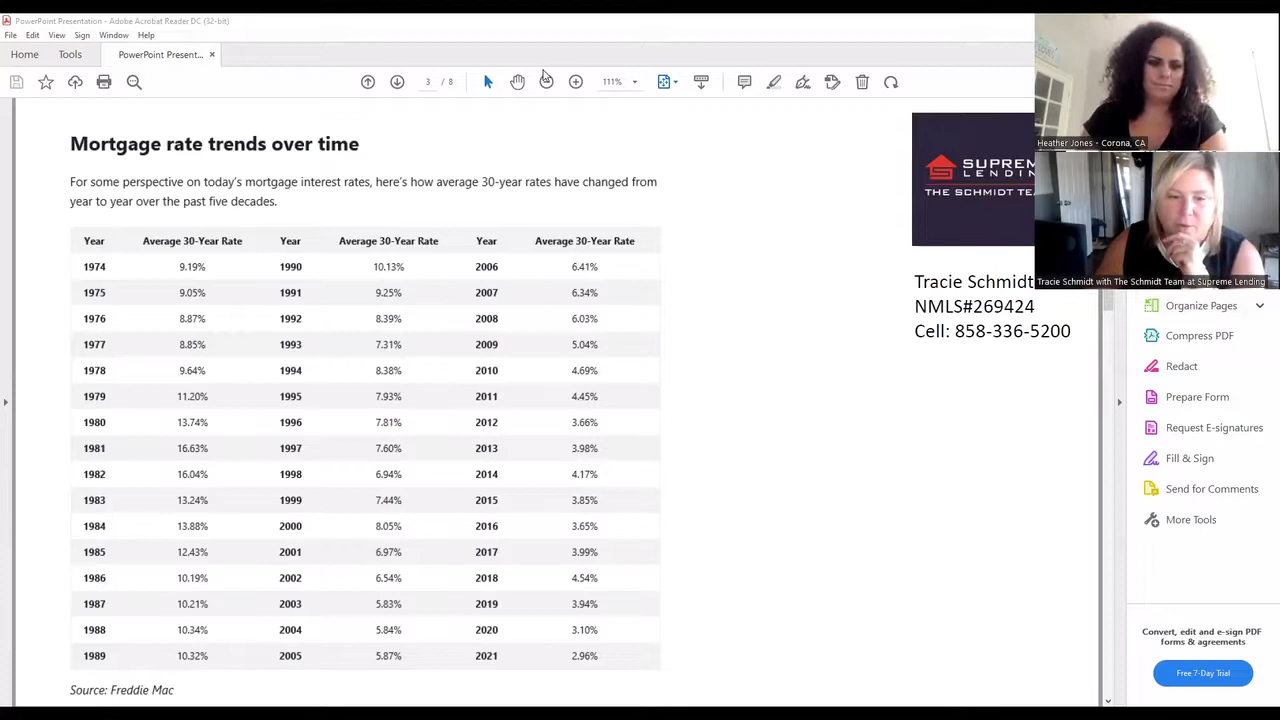 PowerPoint Presentation - Adobe Acrobat Reader DC (32-bit)
File Edit View Sign Window Help
Home Tools PowerPoint Present... ×
3 / 8 111%
Mortgage rate trends over time
For some perspective on today's mortgage interest rates, here's how average 30-year rates have changed from
year to year over the past five decades.
Year Average 30-Year Rate Year Average 30-Year Rate Year Average 30-Year Rate
1974 9.19% 1990 10.13% 2006 6.41%
1975 9.05% 1991 9.25% 2007 6.34%
1976 8.87% 1992 8.39% 2008 6.03%
1977 8.85% 1993 7.31% 2009 5.04%
1978 9.64% 1994 8.38% 2010 4.69%
1979 11.20% 1995 7.93% 2011 4.45%
1980 13.74% 1996 7.81% 2012 3.66%
1981 16.63% 1997 7.60% 2013 3.98%
1982 16.04% 1998 6.94% 2014 4.17%
1983 13.24% 1999 7.44% 2015 3.85%
1984 13.88% 2000 8.05% 2016 3.65%
1985 12.43% 2001 6.97% 2017 3.99%
1986 10.19% 2002 6.54% 2018 4.54%
1987 10.21% 2003 5.83% 2019 3.94%
1988 10.34% 2004 5.84% 2020 3.10%
1989 10.32% 2005 5.87% 2021 2.96%
Source: Freddie Mac
SUPREM
LENDIN
THE SCHMIDT TEA
Tracie Schmidt
NMLS#269424
Cell: 858-336-5200
Heather Jones - Corona, CA
Tracie Schmidt with The Schmidt Team at Supreme Lending
Organize Pages
Compress PDF
Redact
Prepare Form
Request E-signatures
Fill & Sign
Send for Comments
More Tools
Convert, edit and e-sign PDF
forms & agreements
Free 7-Day Trial